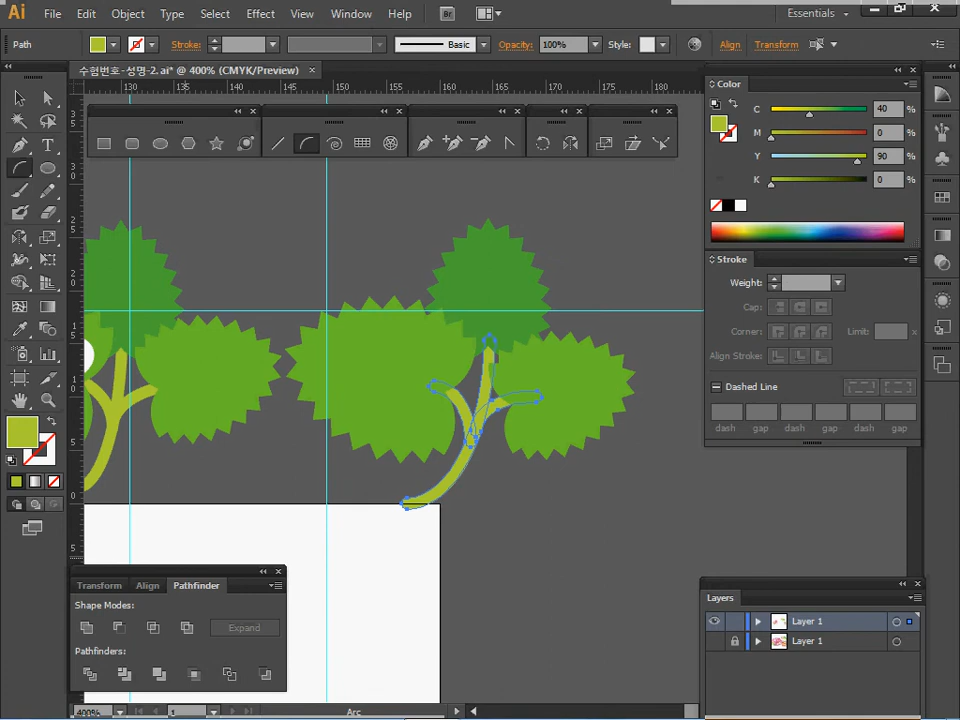 Ai File Edit Object Type Select Effect View Window Help Br Essentials
Path Stroke: Basic Opacity: 100% Style: Align Transform
수험번호-성명-2.ai* @ 400% (CMYK/Preview) ×
130 140 145 150 155 160 165 170 175 180
Color
C 40 %
M 0 %
Y 90 %
K 0 %
Stroke
Weight:
Cap:
Corner: Limit: x
Align Stroke:
Dashed Line
dash gap dash gap dash gap
Transform Align Pathfinder
Shape Modes:
Expand
Pathfinders:
Layers
Layer 1
Layer 1
400% 1 Arc